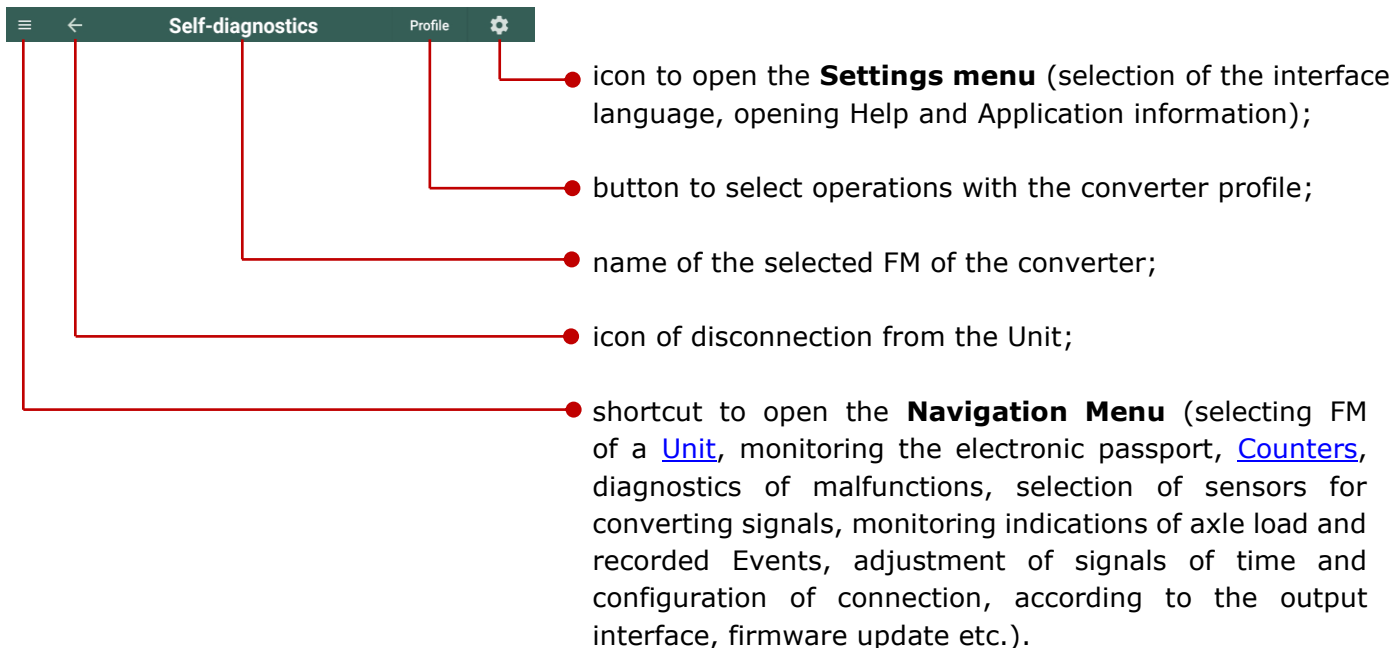 Self-diagnostics Profile
icon to open the Settings menu (selection of the interface
language, opening Help and Application information);
button to select operations with the converter profile;
name of the selected FM of the converter;
icon of disconnection from the Unit;
shortcut to open the Navigation Menu (selecting FM
of a Unit, monitoring the electronic passport, Counters,
diagnostics of malfunctions, selection of sensors for
converting signals, monitoring indications of axle load and
recorded Events, adjustment of signals of time and
configuration of connection, according to the output
interface, firmware update etc.).